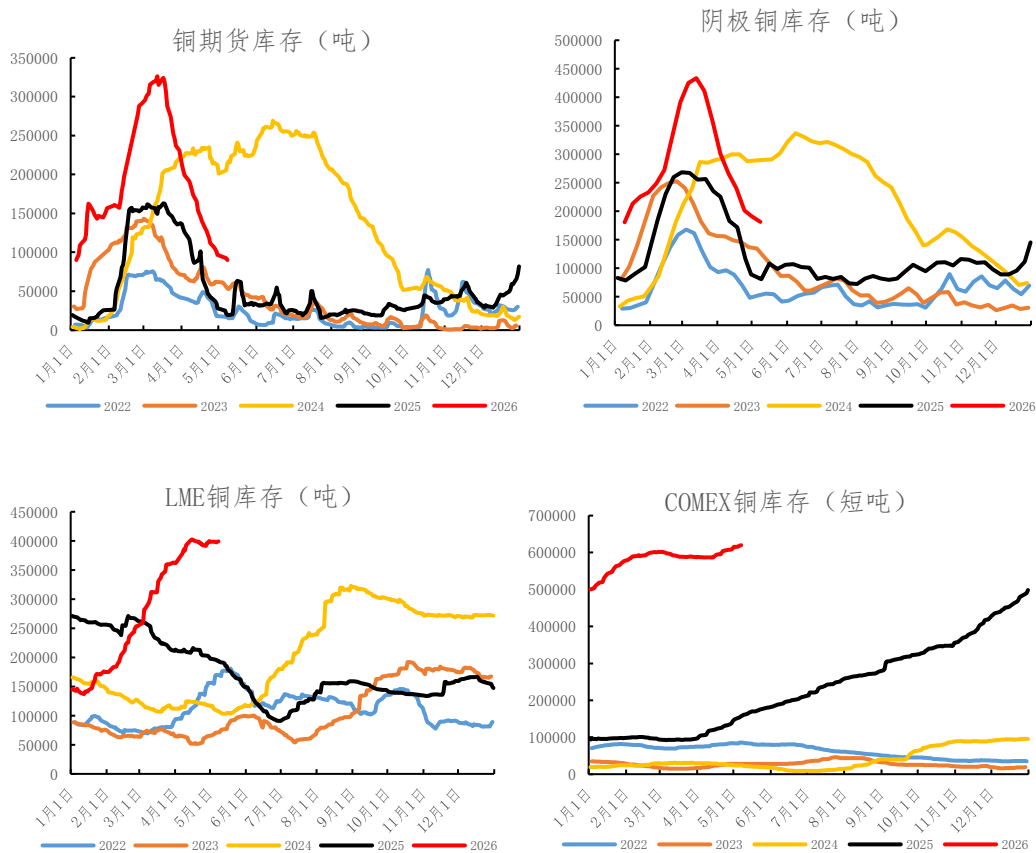 铜期货库存（吨）
350000
300000
250000
200000
150000
100000
50000
0
1月1日
2月1日
3月1日
4月1日
5月1日
6月1日
7月1日
8月1日
9月1日
10月1日
11月1日
12月1日
2022 2023 2024 2025 2026
阴极铜库存（吨）
500000
450000
400000
350000
300000
250000
200000
150000
100000
50000
0
1月1日
2月1日
3月1日
4月1日
5月1日
6月1日
7月1日
8月1日
9月1日
10月1日
11月1日
12月1日
2022 2023 2024 2025 2026
LME铜库存（吨）
450000
400000
350000
300000
250000
200000
150000
100000
50000
0
1月1日
2月1日
3月1日
4月1日
5月1日
6月1日
7月1日
8月1日
9月1日
10月1日
11月1日
12月1日
2022 2023 2024 2025 2026
COMEX铜库存（短吨）
700000
600000
500000
400000
300000
200000
100000
0
1月1日
2月1日
3月1日
4月1日
5月1日
6月1日
7月1日
8月1日
9月1日
10月1日
11月1日
12月1日
2022 2023 2024 2025 2026